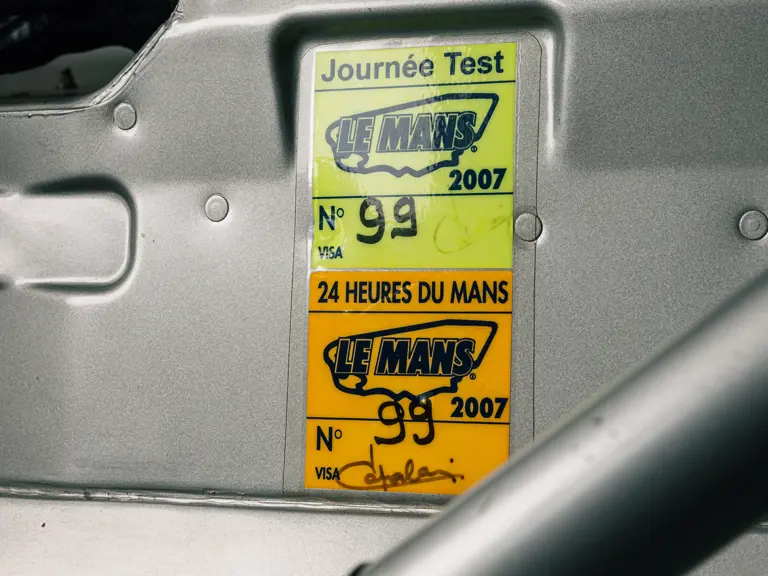 Journée Test
LE MANS®
2007
N° 99
VISA
24 HEURES DU MANS
LE MANS®
2007
N° 99
VISA